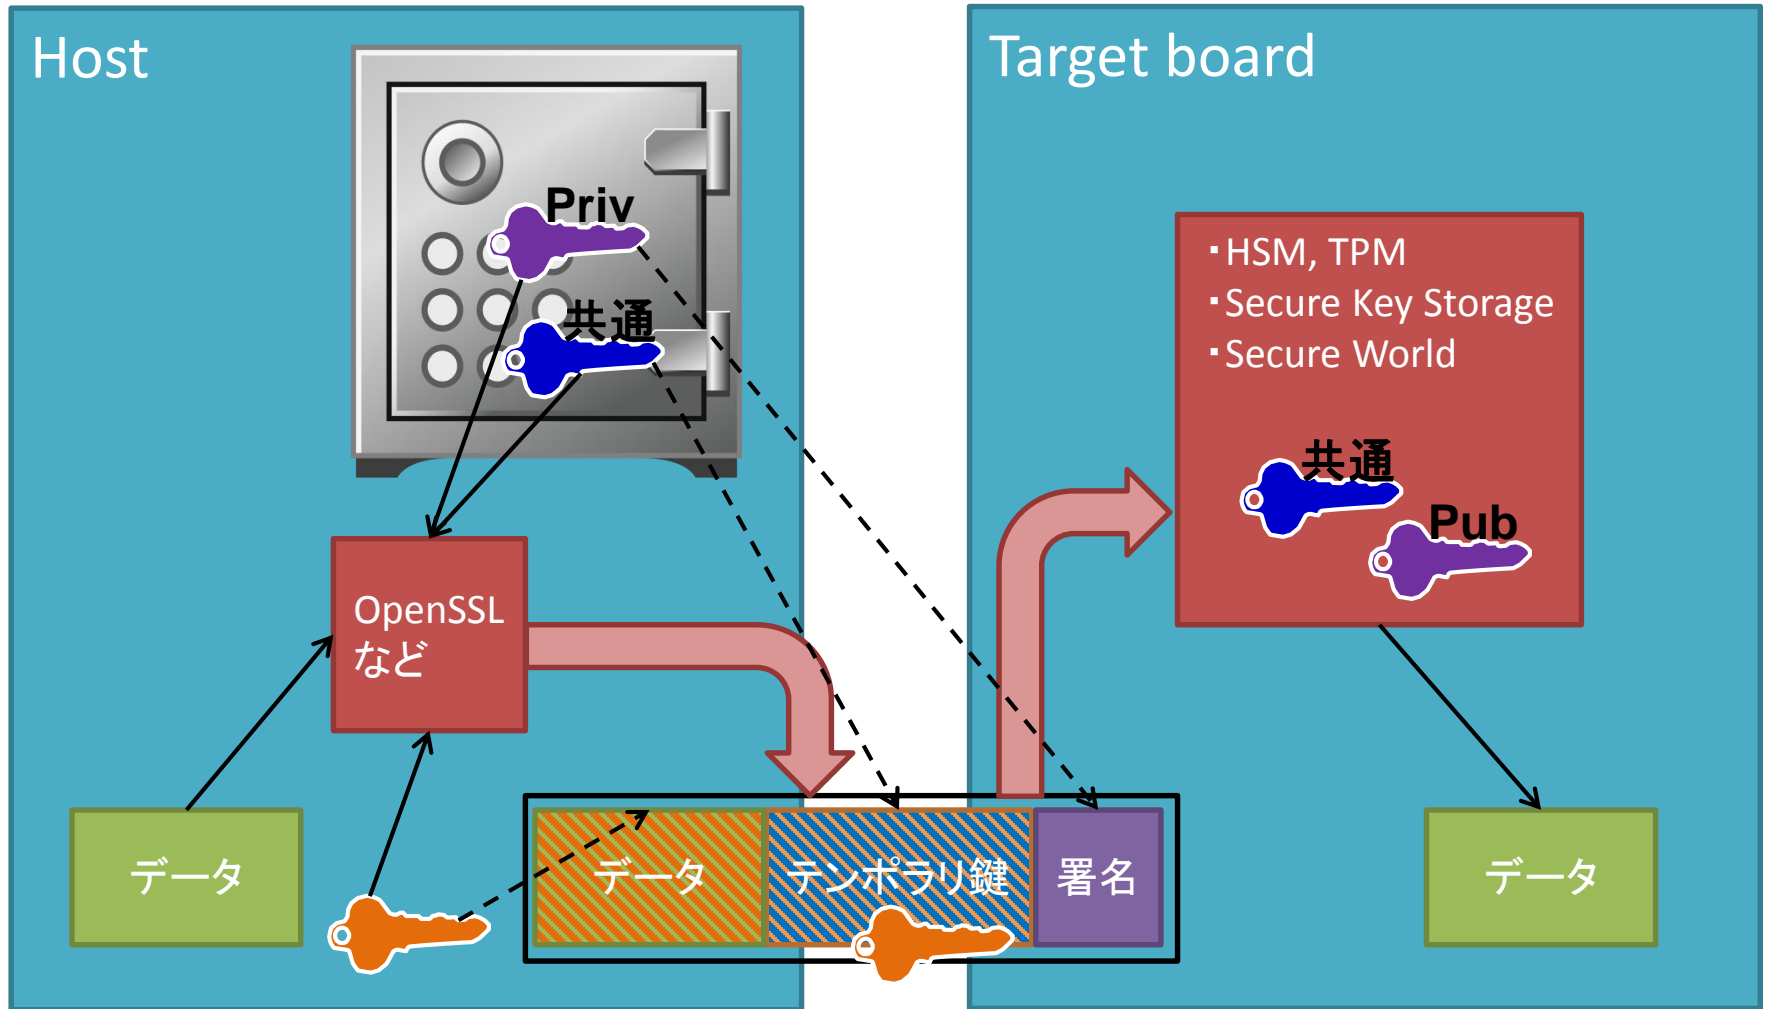 Host
Priv
共通
OpenSSL
など
データ
データ
テンポラリ鍵
署名
Target board
・HSM, TPM
・Secure Key Storage
・Secure World
共通
Pub
データ